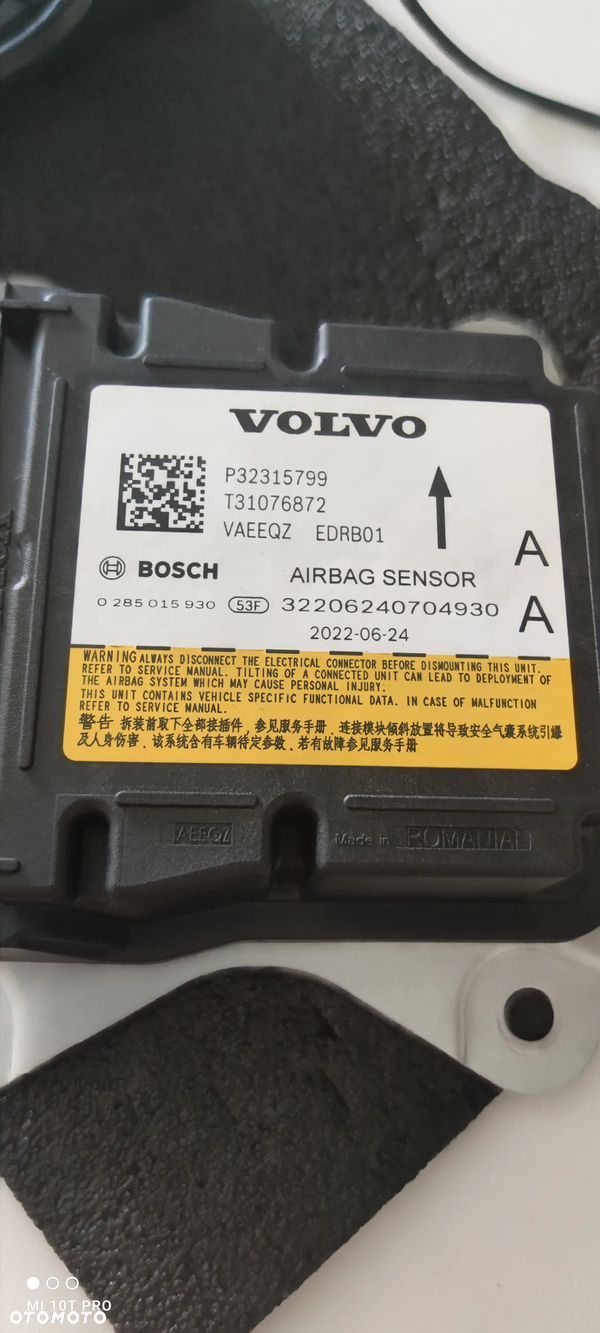 VOLVO
P32315799
T31076872
VAEEQZ EDRB01
A
BOSCH AIRBAG SENSOR
0 285 015 930 53F 32206240704930 A
2022-06-24
WARNING ALWAYS DISCONNECT THE ELECTRICAL CONNECTOR BEFORE DISMOUNTING THIS UNIT.
REFER TO SERVICE MANUAL. TILTING OF A CONNECTED UNIT CAN LEAD TO DEPLOYMENT OF
THE AIRBAG SYSTEM WHICH MAY CAUSE PERSONAL INJURY.
THIS UNIT CONTAINS VEHICLE SPECIFIC FUNCTIONAL DATA. IN CASE OF MALFUNCTION
REFER TO SERVICE MANUAL.
警告 拆装前取下全部接插件，参见服务手册．连接模块倾斜放置将导致安全气囊系统引爆
及人身伤害．该系统含有车辆特定参数．若有故障参见服务手册
AEEQZ Made in ROMANIA
MI 10T PRO
OTOMOTO